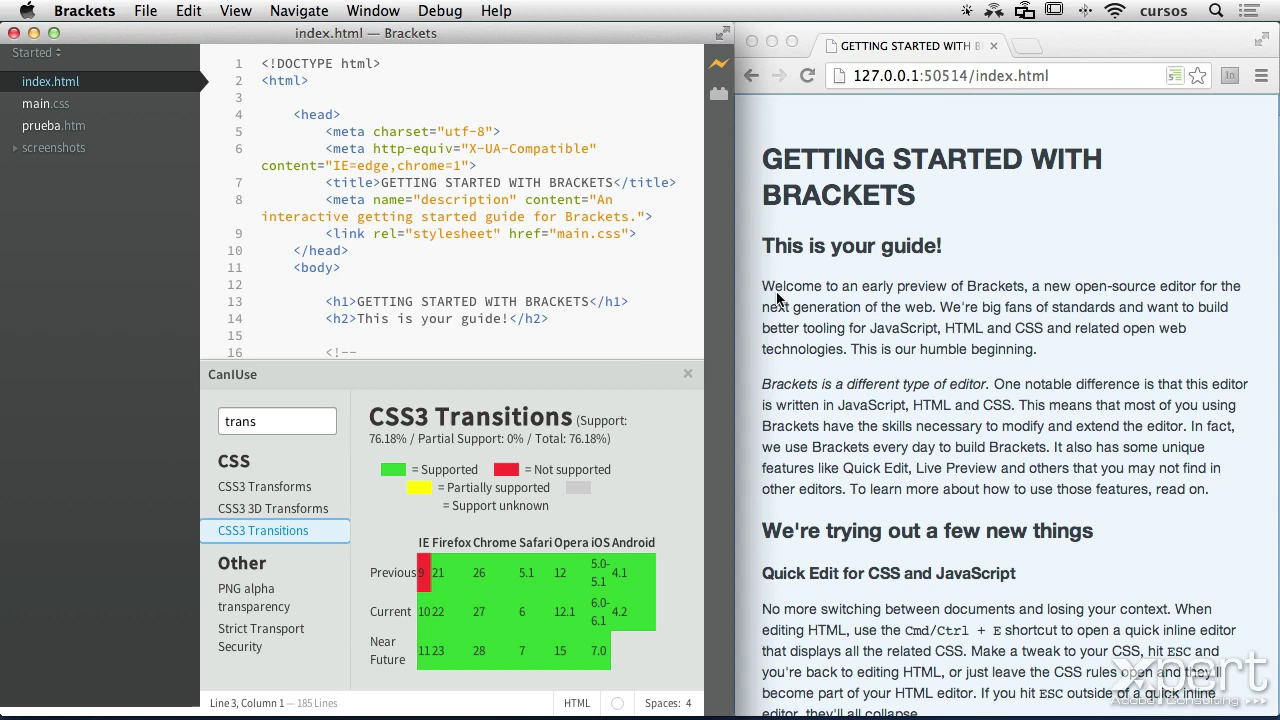 Brackets File Edit View Navigate Window Debug Help cursos
index.html — Brackets
Started
index.html
main.css
prueba.htm
screenshots
1 <!DOCTYPE html>
2 <html>
3
4 <head>
5 <meta charset="utf-8">
6 <meta http-equiv="X-UA-Compatible"
content="IE=edge,chrome=1">
7 <title>GETTING STARTED WITH BRACKETS</title>
8 <meta name="description" content="An
interactive getting started guide for Brackets.">
9 <link rel="stylesheet" href="main.css">
10 </head>
11 <body>
12
13 <h1>GETTING STARTED WITH BRACKETS</h1>
14 <h2>This is your guide!</h2>
15
16 <!--
CanIUse
trans
CSS
CSS3 Transforms
CSS3 3D Transforms
CSS3 Transitions
Other
PNG alpha
transparency
Strict Transport
Security
CSS3 Transitions (Support:
76.18% / Partial Support: 0% / Total: 76.18%)
= Supported = Not supported
= Partially supported
= Support unknown
IE Firefox Chrome Safari Opera iOS Android
Previous 9 21 26 5.1 12 5.0-5.1 4.1
Current 10 22 27 6 12.1 6.0-6.1 4.2
Near Future 11 23 28 7 15 7.0
Line 3, Column 1 — 185 Lines HTML Spaces: 4
GETTING STARTED WITH B
127.0.0.1:50514/index.html
In
GETTING STARTED WITH
BRACKETS
This is your guide!
Welcome to an early preview of Brackets, a new open-source editor for the
next generation of the web. We're big fans of standards and want to build
better tooling for JavaScript, HTML and CSS and related open web
technologies. This is our humble beginning.
Brackets is a different type of editor. One notable difference is that this editor
is written in JavaScript, HTML and CSS. This means that most of you using
Brackets have the skills necessary to modify and extend the editor. In fact,
we use Brackets every day to build Brackets. It also has some unique
features like Quick Edit, Live Preview and others that you may not find in
other editors. To learn more about how to use those features, read on.
We're trying out a few new things
Quick Edit for CSS and JavaScript
No more switching between documents and losing your context. When
editing HTML, use the Cmd/Ctrl + E shortcut to open a quick inline editor
that displays all the related CSS. Make a tweak to your CSS, hit ESC and
you're back to editing HTML, or just leave the CSS rules open and they'll
become part of your HTML editor. If you hit ESC outside of a quick inline
editor, they'll all collapse.
xpert
Adobe Consulting